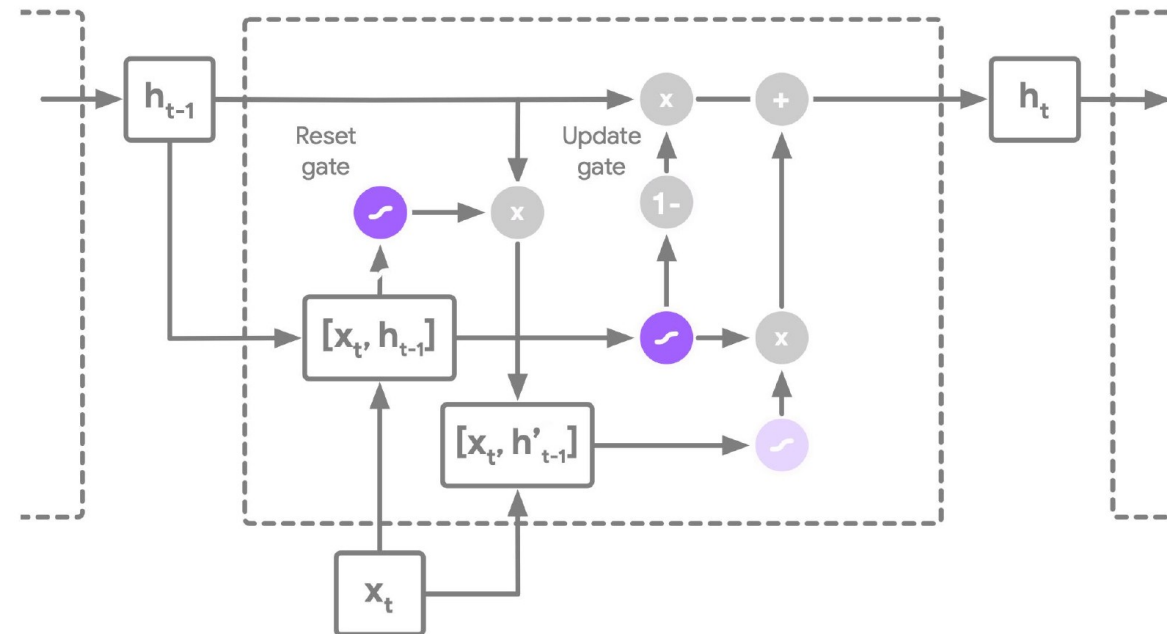 h_{t-1}
x
+
h_t
Reset
gate
Update
gate
x
1-
[x_t, h_{t-1}]
x
[x_t, h'_{t-1}]
x_t